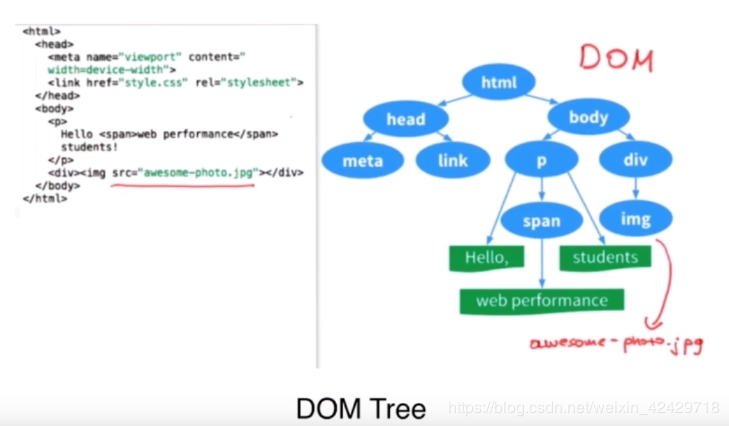 <html>
<head>
<meta name="viewport" content="
width=device-width">
<link href="style.css" rel="stylesheet">
</head>
<body>
<p>
Hello <span>web performance</span>
students!
</p>
<div><img src="awesome-photo.jpg"></div>
</body>
</html>
DOM
html
head
body
meta
link
p
div
span
img
Hello,
students
web performance
awesome-photo.jpg
DOM Tree
https://blog.csdn.net/weixin_42429718